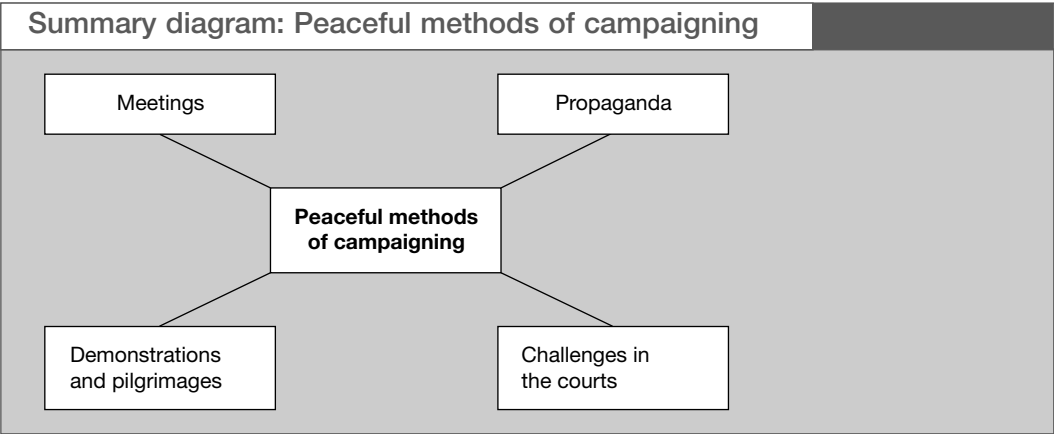 Summary diagram: Peaceful methods of campaigning
Meetings
Propaganda
Peaceful methods
of campaigning
Demonstrations
and pilgrimages
Challenges in
the courts